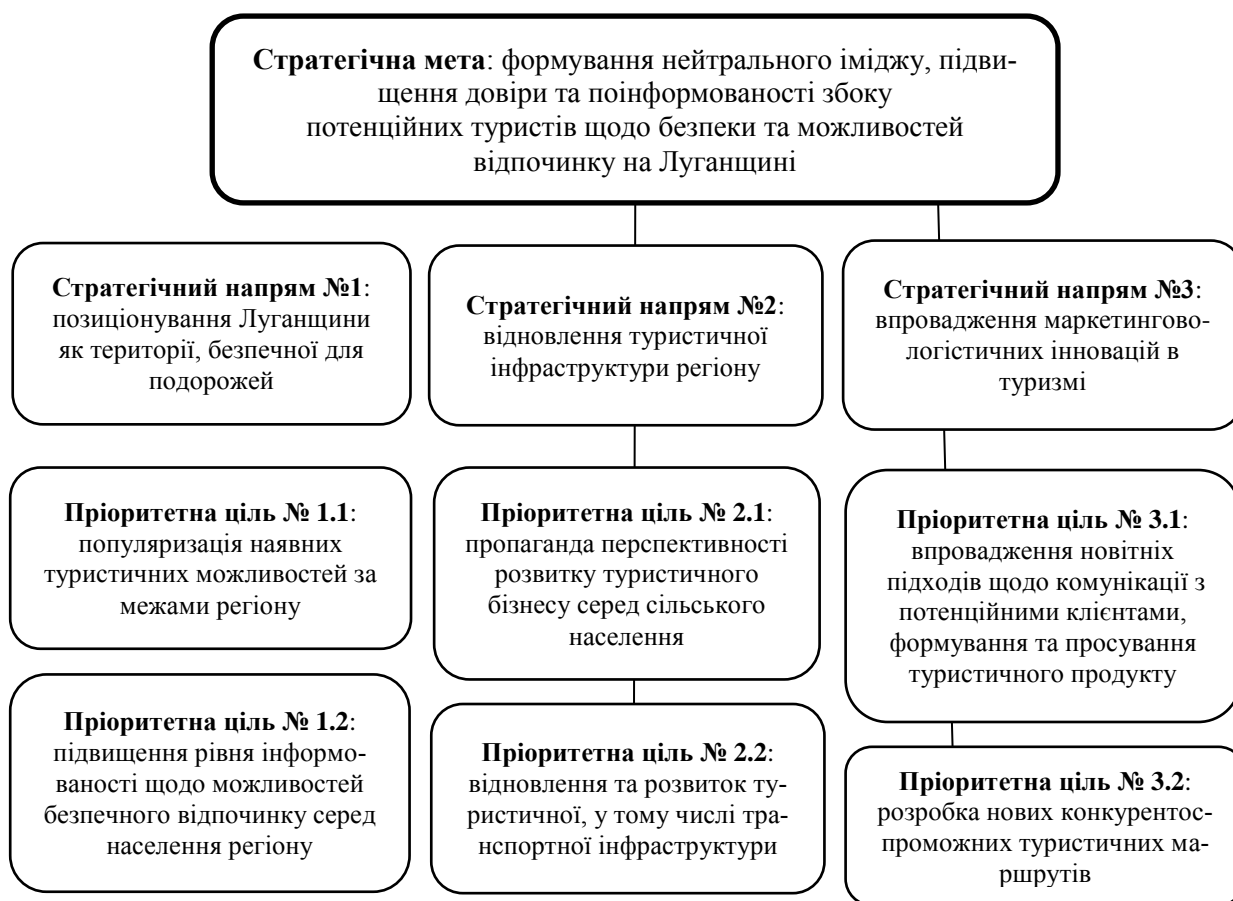 Стратегічна мета: формування нейтрального іміджу, підви-
щення довіри та поінформованості збоку
потенційних туристів щодо безпеки та можливостей
відпочинку на Луганщині
Стратегічний напрям №1:
позиціонування Луганщини
як території, безпечної для
подорожей
Стратегічний напрям №2:
відновлення туристичної
інфраструктури регіону
Стратегічний напрям №3:
впровадження маркетингово-
логістичних інновацій в
туризмі
Пріоритетна ціль № 1.1:
популяризація наявних
туристичних можливостей за
межами регіону
Пріоритетна ціль № 2.1:
пропаганда перспективності
розвитку туристичного
бізнесу серед сільського
населення
Пріоритетна ціль № 3.1:
впровадження новітніх
підходів щодо комунікації з
потенційними клієнтами,
формування та просування
туристичного продукту
Пріоритетна ціль № 1.2:
підвищення рівня інформо-
ваності щодо можливостей
безпечного відпочинку серед
населення регіону
Пріоритетна ціль № 2.2:
відновлення та розвиток ту-
ристичної, у тому числі тра-
нспортної інфраструктури
Пріоритетна ціль № 3.2:
розробка нових конкурентос-
проможних туристичних ма-
ршрутів